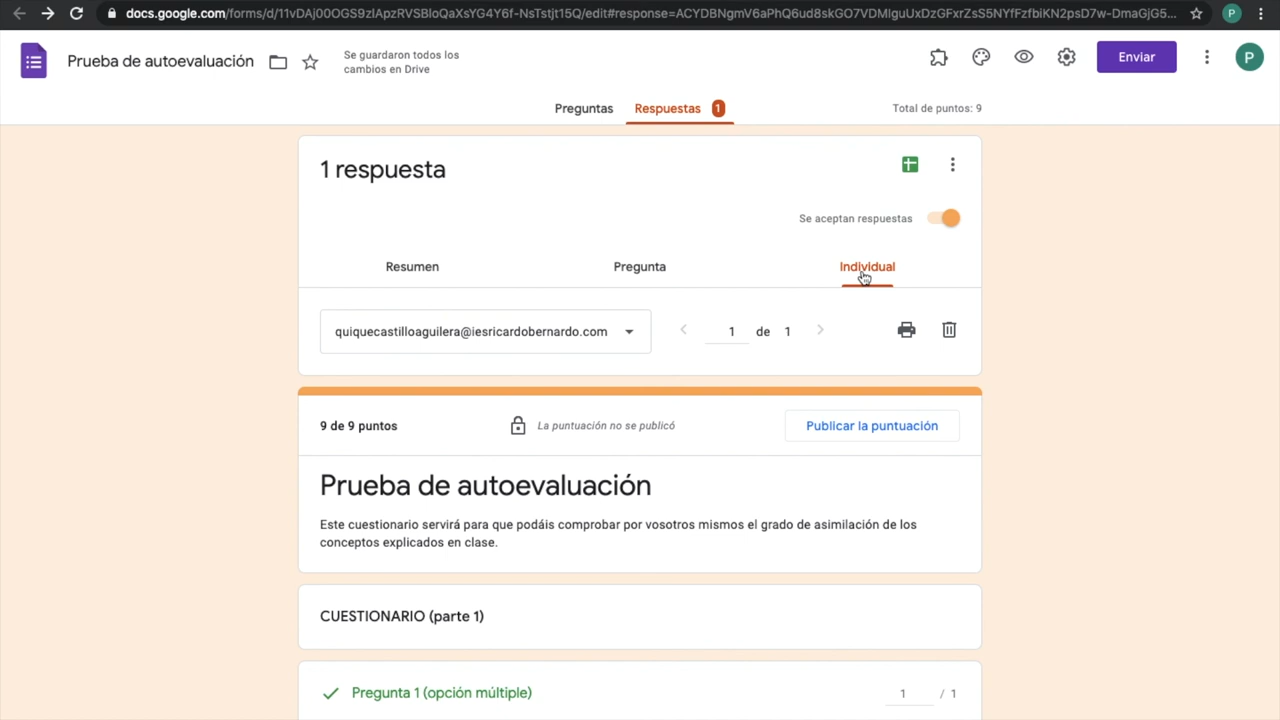 docs.google.com/forms/d/11vDAj00OGS9zlApzRVSBloQaXsYG4Y6f-NsTstjt15Q/edit#response=ACYDBNgmV6aPhQ6ud8skGO7VDMlguUxDzGFxrZsS5NYfFzfbiKN2psD7w-DmaGjG5...
P
Prueba de autoevaluación
Se guardaron todos los
cambios en Drive
Enviar
P
Preguntas
Respuestas 1
Total de puntos: 9
1 respuesta
Se aceptan respuestas
Resumen
Pregunta
Individual
quiquecastilloaguilera@iesricardobernardo.com
1 de 1
9 de 9 puntos
La puntuación no se publicó
Publicar la puntuación
Prueba de autoevaluación
Este cuestionario servirá para que podáis comprobar por vosotros mismos el grado de asimilación de los
conceptos explicados en clase.
CUESTIONARIO (parte 1)
Pregunta 1 (opción múltiple)
1 / 1